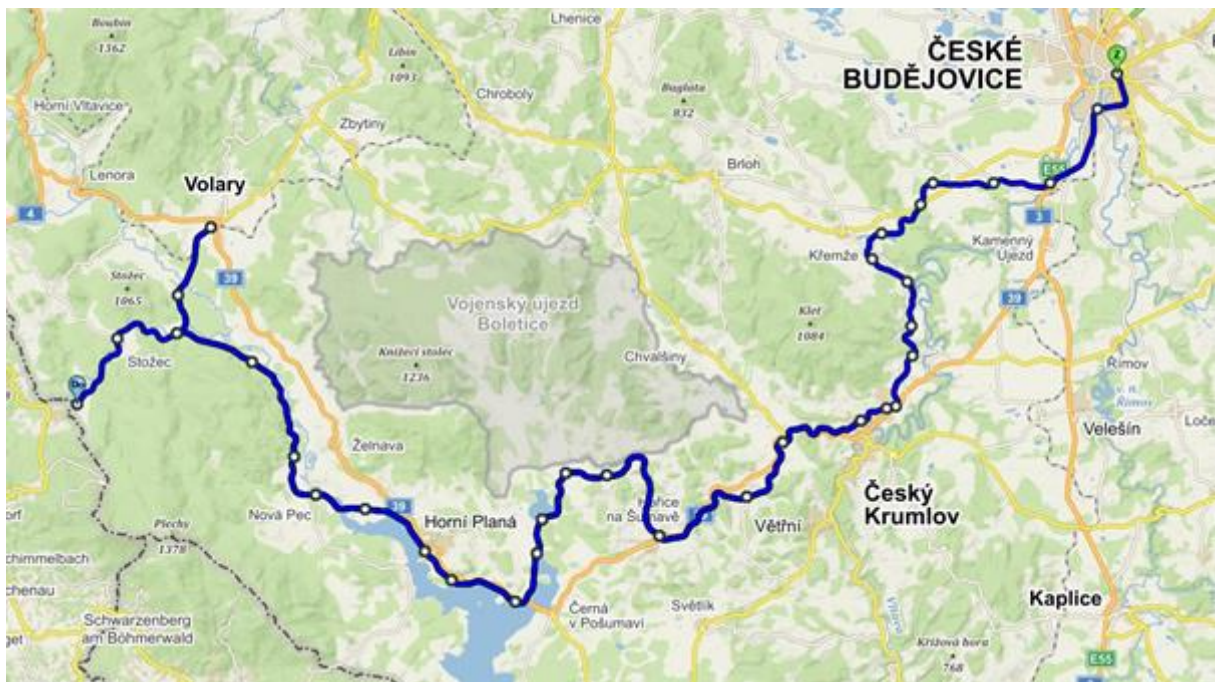 Boubín
1362
Libín
1093
Lhenice
ČESKÉ
BUDĚJOVICE
Z
Chroboly
Horní Vltavice
Zbytiny
832
Brloh
Lenora
Volary
4
E55
3
Kamenný
Újezd
Křemže
39
Stožec
1065
Vojenský újezd
Boletice
39
Stožec
Knížecí stolec
1236
Chvalšiny
Kleť
1084
Římov
v. n.
Římov
Velešín
Želnava
Nová Pec
39
Horní Planá
Hořice
na Šumavě
Větřní
Český
Krumlov
Plechý
1378
Schwarzenberg
am Böhmerwald
Černá
v Pošumaví
Světlík
Vltava
Kaplice
768
E55